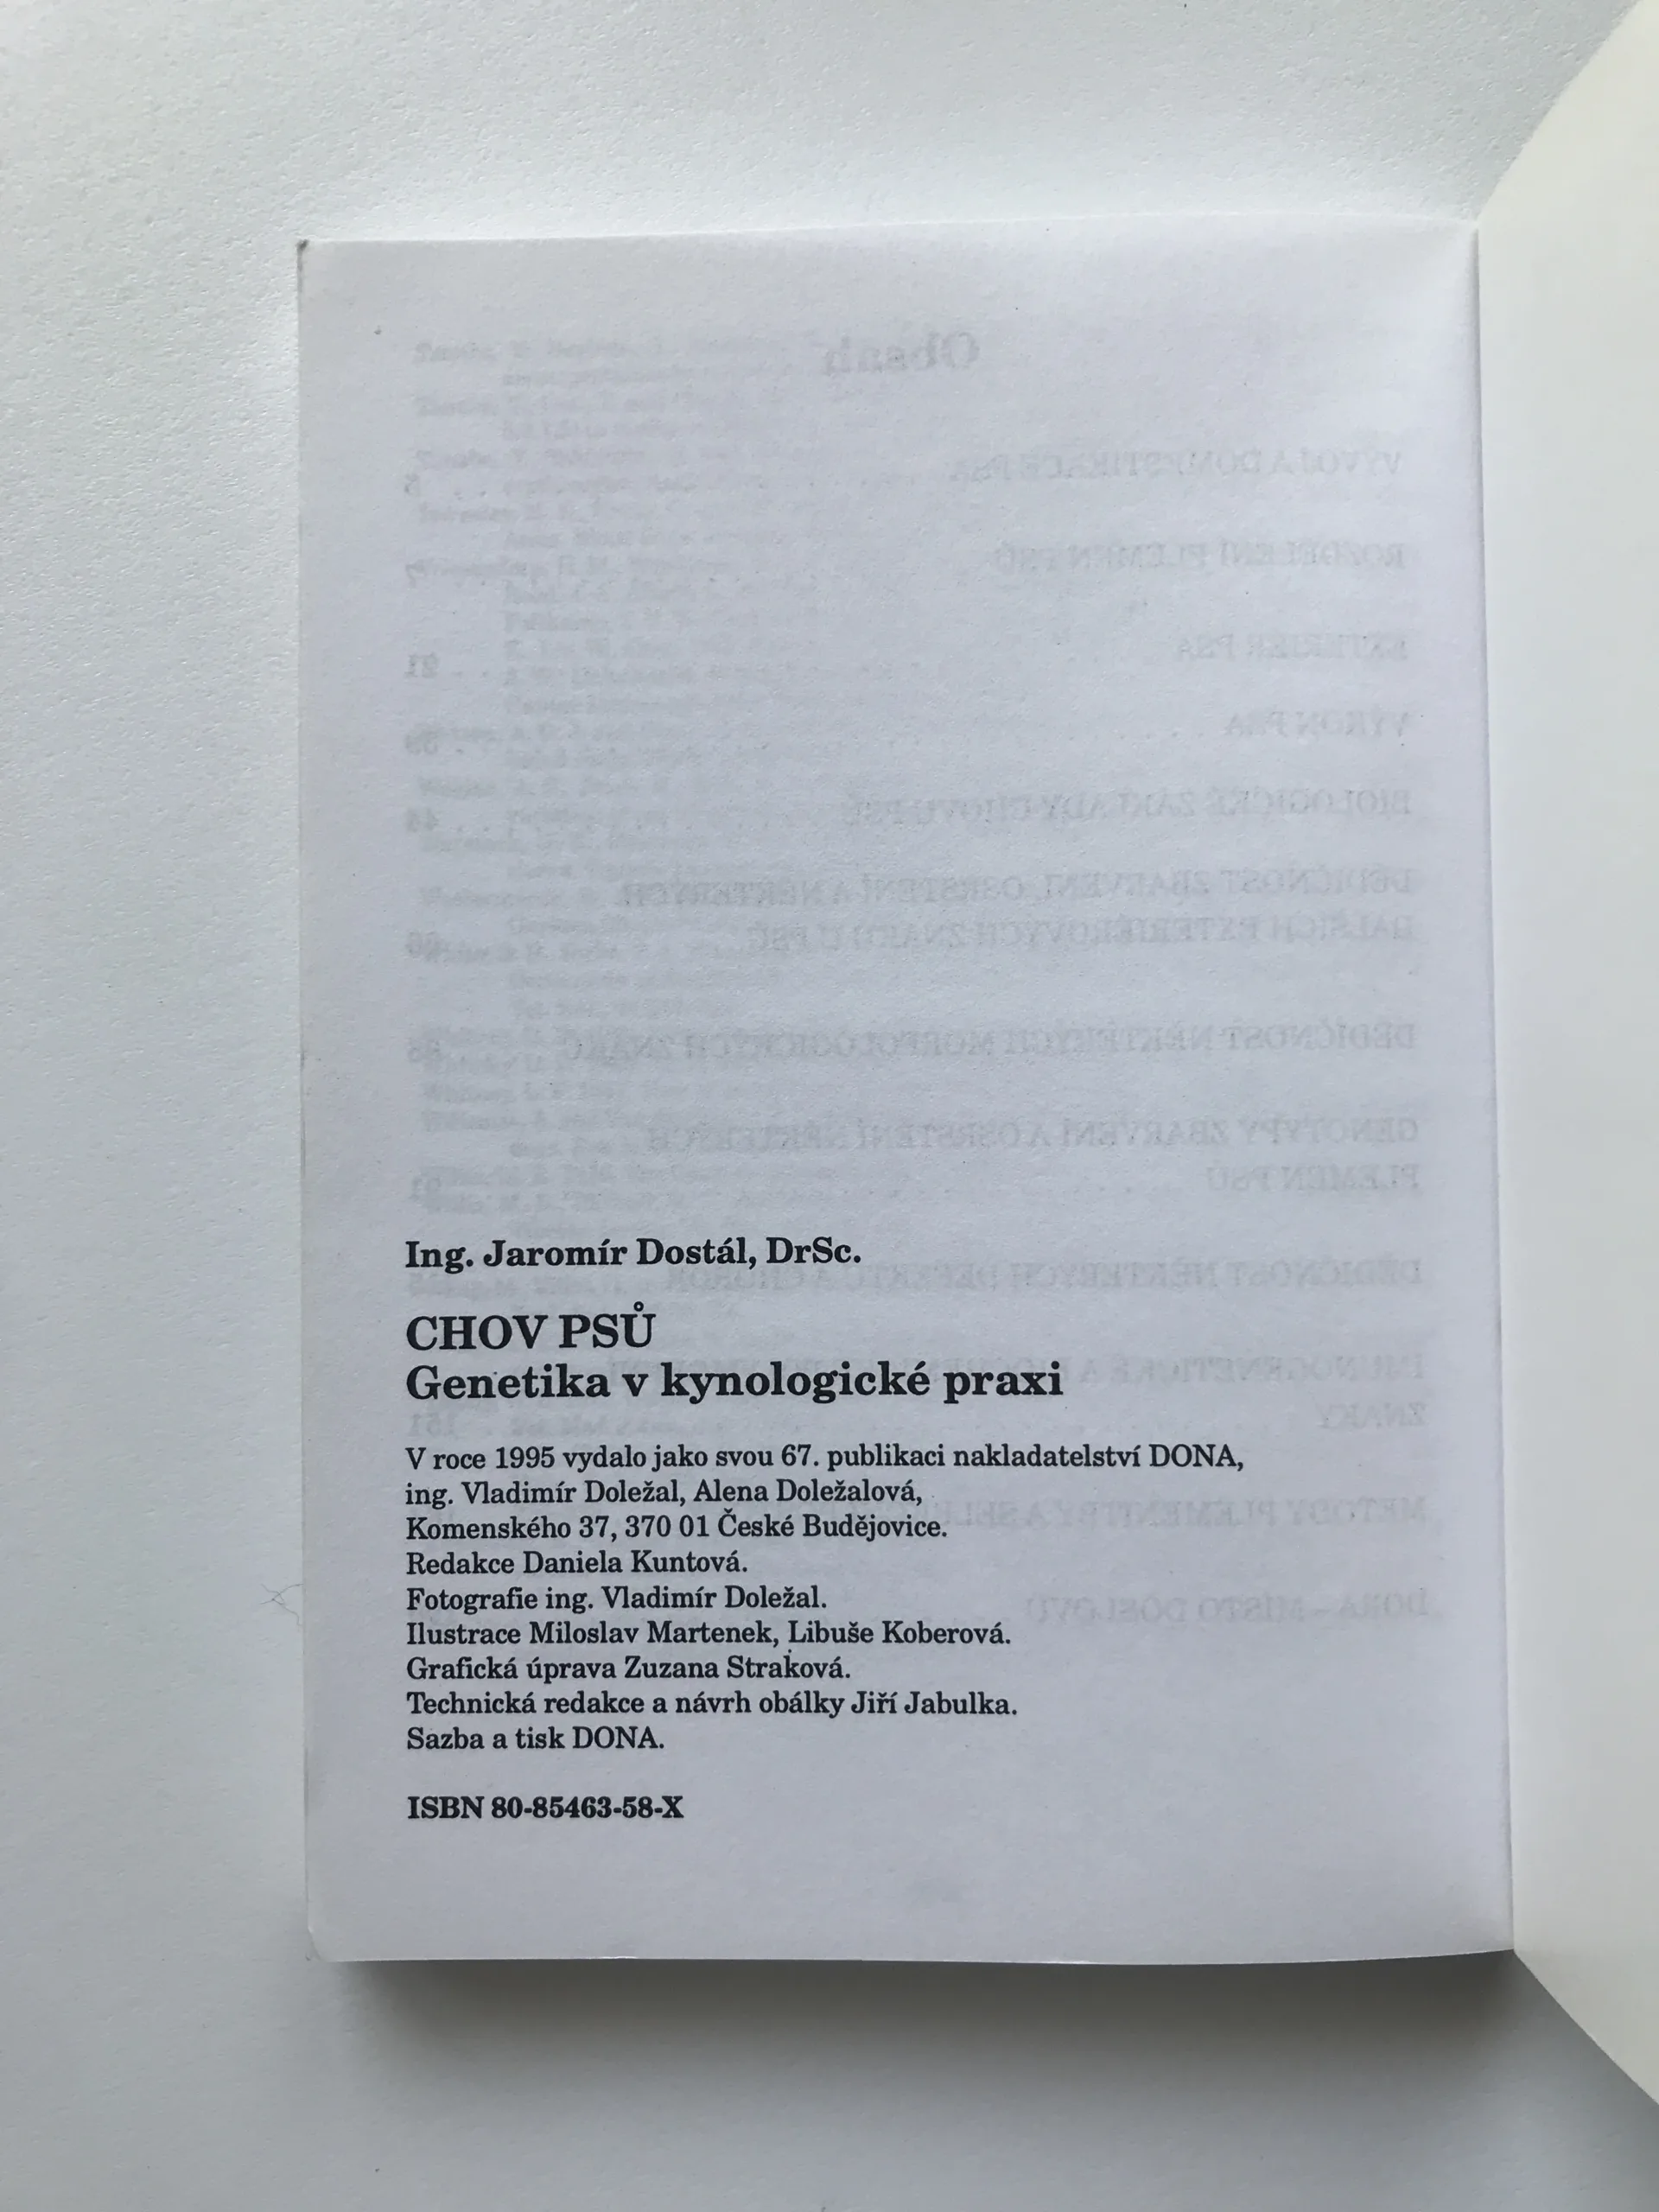 Ing. Jaromír Dostál, DrSc.
CHOV PSŮ
Genetika v kynologické praxi
V roce 1995 vydalo jako svou 67. publikaci nakladatelství DONA,
ing. Vladimír Doležal, Alena Doležalová,
Komenského 37, 370 01 České Budějovice.
Redakce Daniela Kuntová.
Fotografie ing. Vladimír Doležal.
Ilustrace Miloslav Martenek, Libuše Koberová.
Grafická úprava Zuzana Straková.
Technická redakce a návrh obálky Jiří Jabulka.
Sazba a tisk DONA.
ISBN 80-85463-58-X